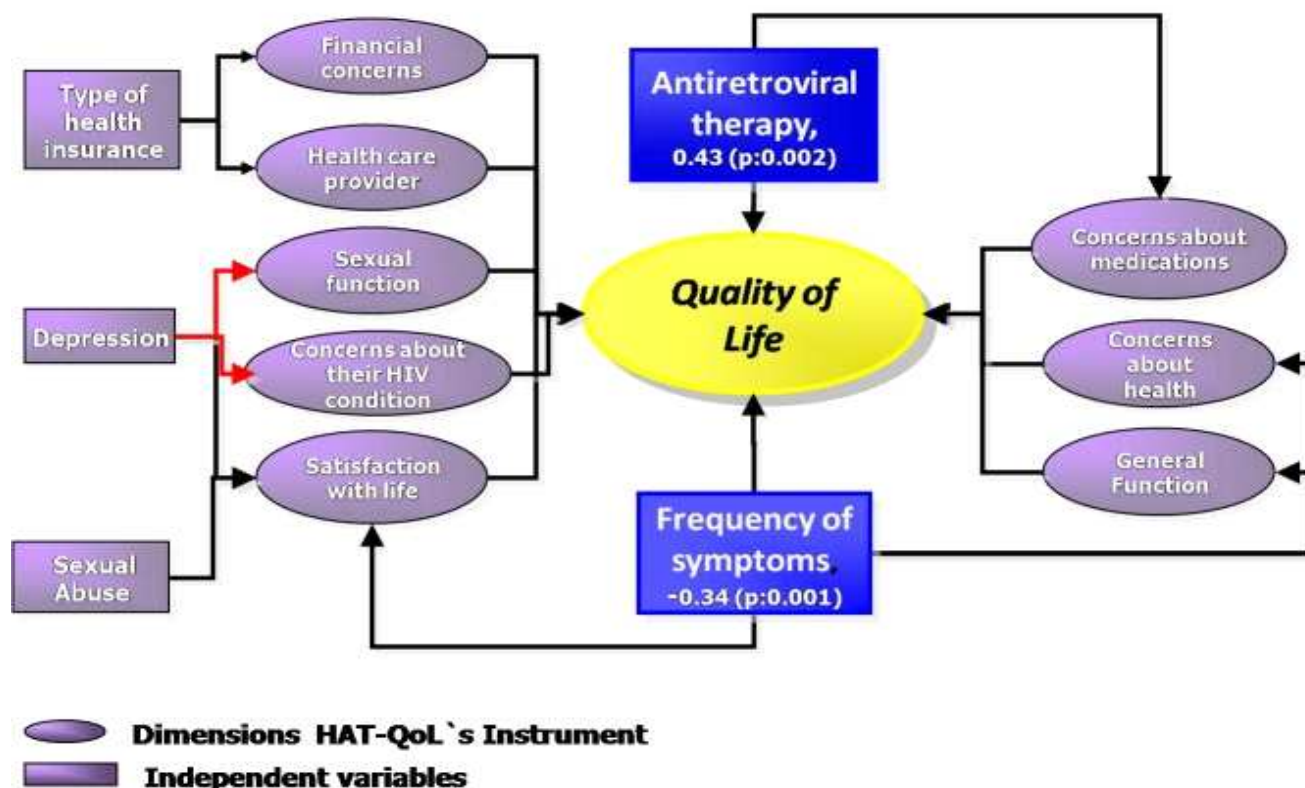 Type of
health
insurance
Financial
concerns
Health care
provider
Depression
Sexual
function
Concerns about
their HIV
condition
Sexual
Abuse
Satisfaction
with life
Antiretroviral
therapy,
0.43 (p:0.002)
Quality of
Life
Frequency of
symptoms,
-0.34 (p:0.001)
Concerns about
medications
Concerns
about
health
General
Function
Dimensions HAT-QoL`s Instrument
Independent variables